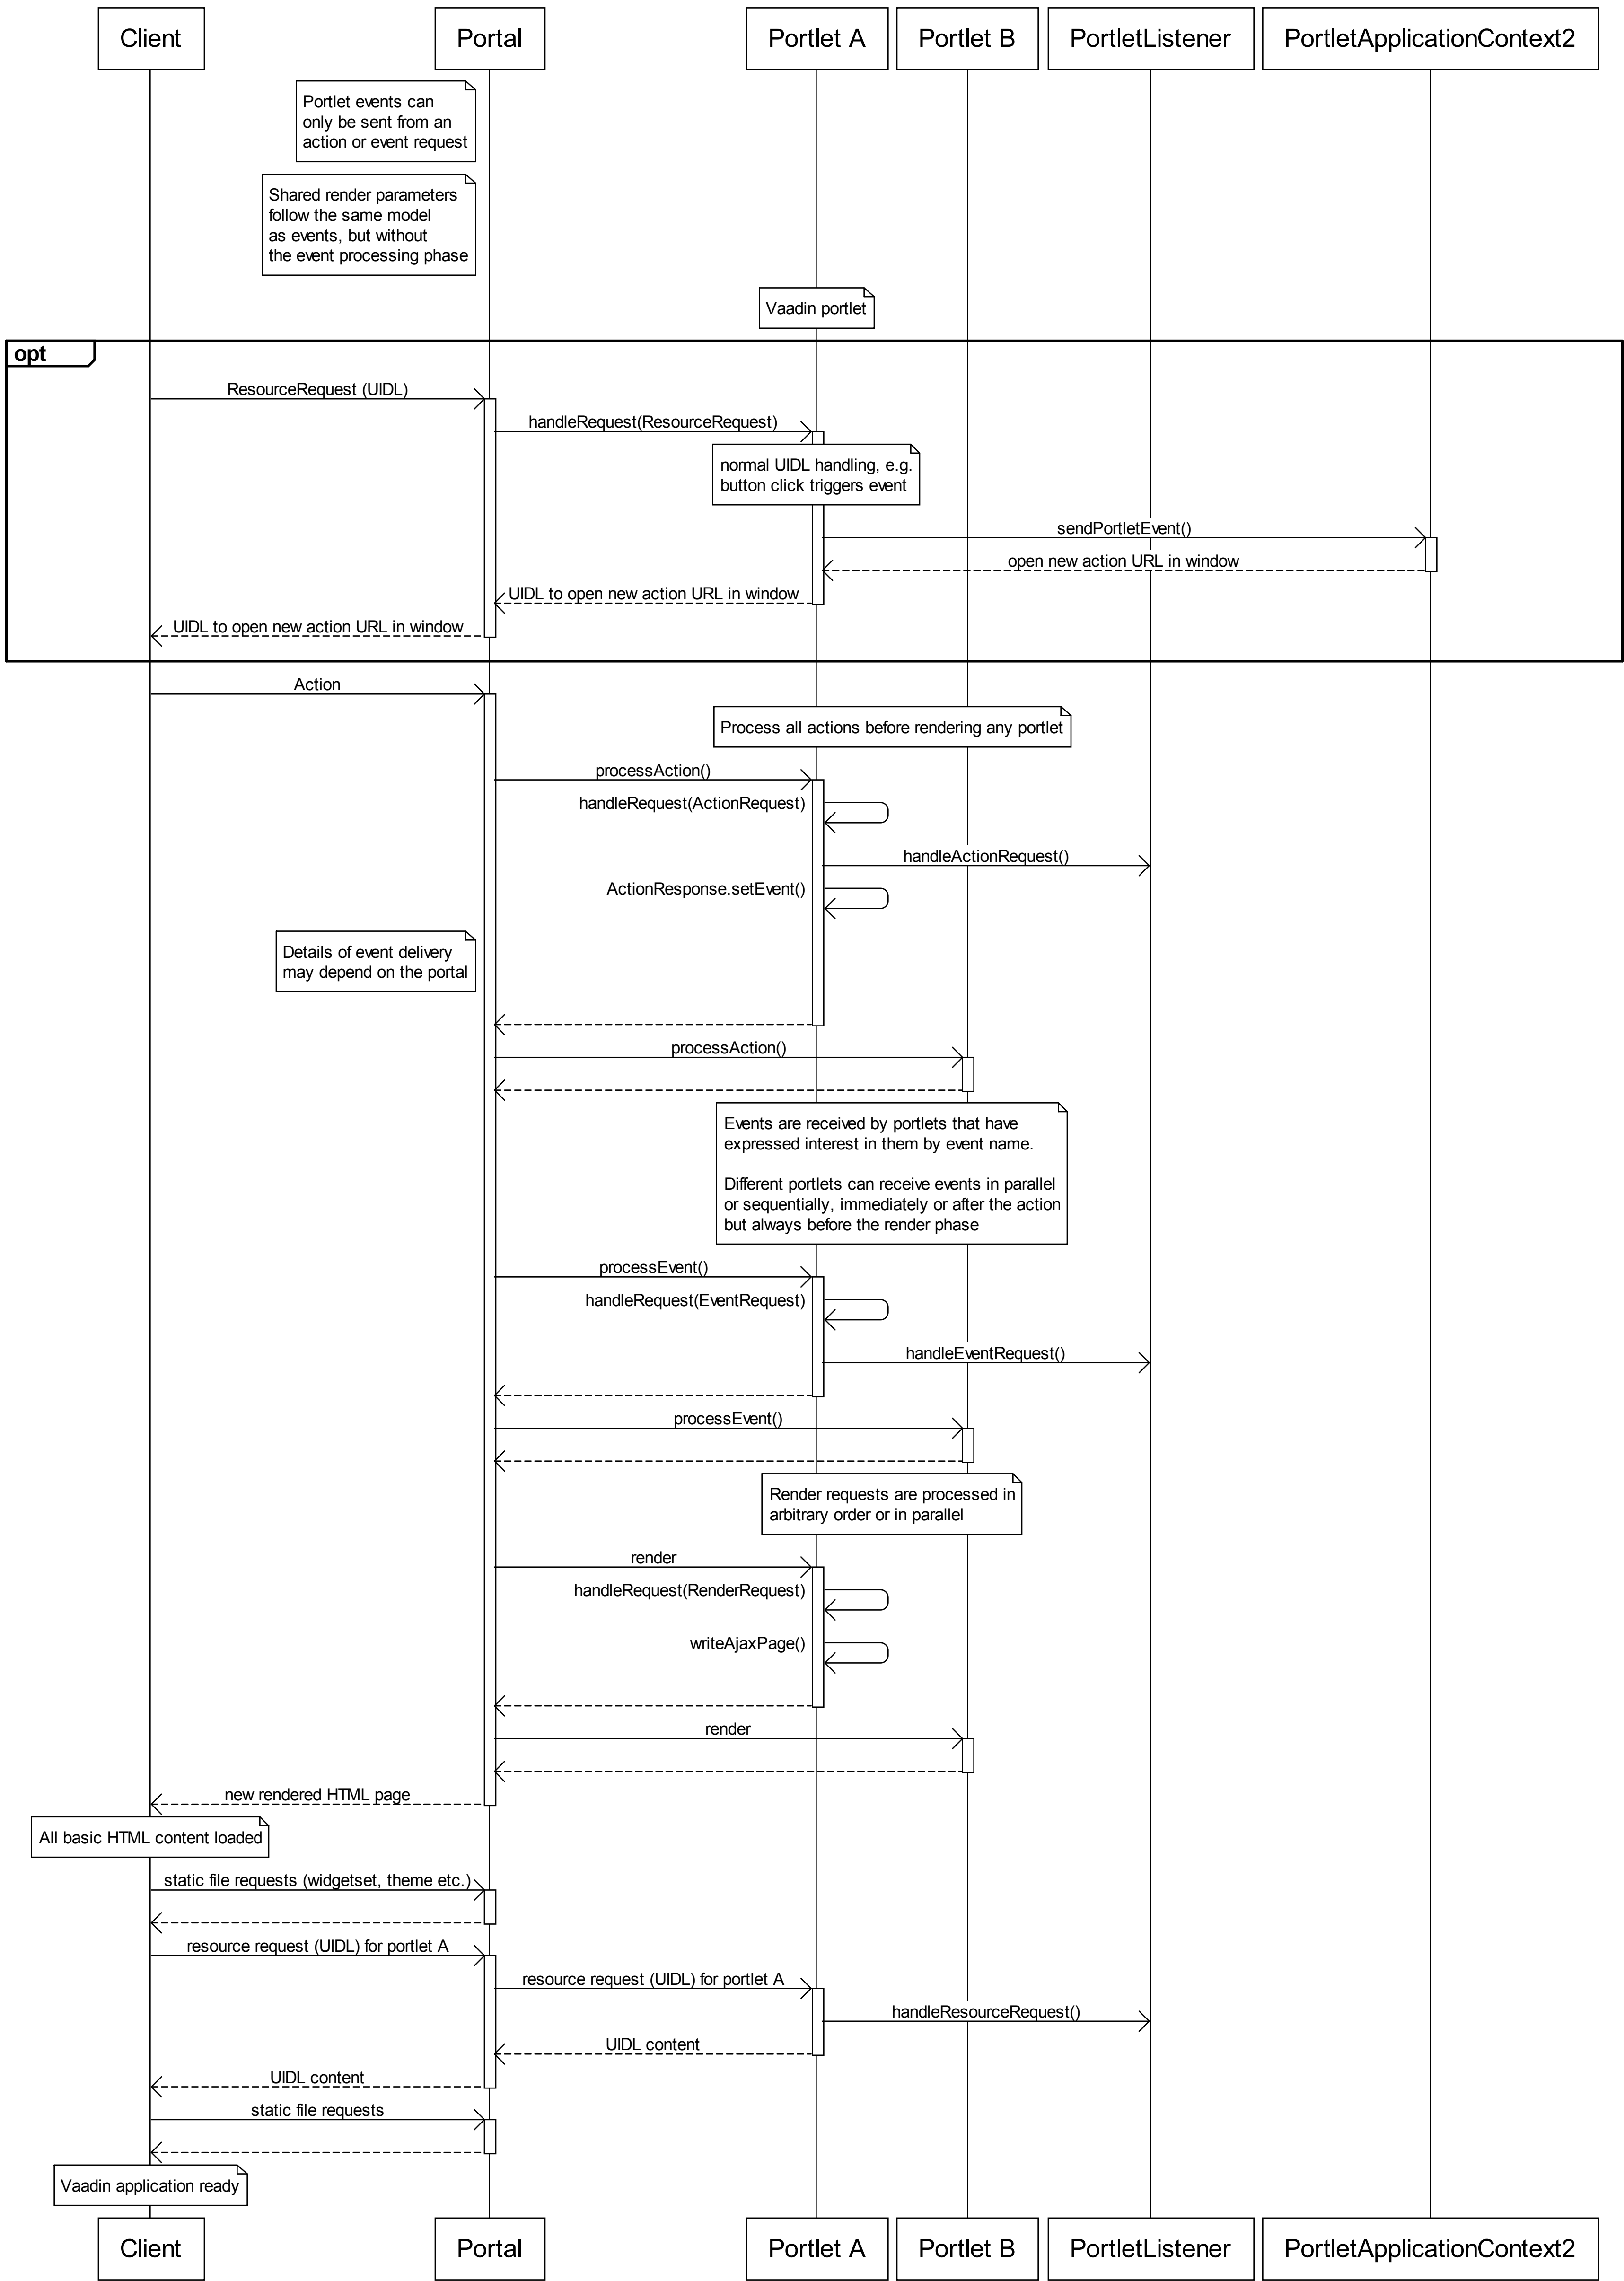 Client
Portal
Portlet A
Portlet B
PortletListener
PortletApplicationContext2
Portlet events can
only be sent from an
action or event request
Shared render parameters
follow the same model
as events, but without
the event processing phase
Vaadin portlet
opt
ResourceRequest (UIDL)
handleRequest(ResourceRequest)
normal UIDL handling, e.g.
button click triggers event
sendPortletEvent()
open new action URL in window
UIDL to open new action URL in window
UIDL to open new action URL in window
Action
Process all actions before rendering any portlet
processAction()
handleRequest(ActionRequest)
handleActionRequest()
ActionResponse.setEvent()
Details of event delivery
may depend on the portal
processAction()
Events are received by portlets that have
expressed interest in them by event name.
Different portlets can receive events in parallel
or sequentially, immediately or after the action
but always before the render phase
processEvent()
handleRequest(EventRequest)
handleEventRequest()
processEvent()
Render requests are processed in
arbitrary order or in parallel
render
handleRequest(RenderRequest)
writeAjaxPage()
render
new rendered HTML page
All basic HTML content loaded
static file requests (widgetset, theme etc.)
resource request (UIDL) for portlet A
resource request (UIDL) for portlet A
handleResourceRequest()
UIDL content
UIDL content
static file requests
Vaadin application ready
Client
Portal
Portlet A
Portlet B
PortletListener
PortletApplicationContext2